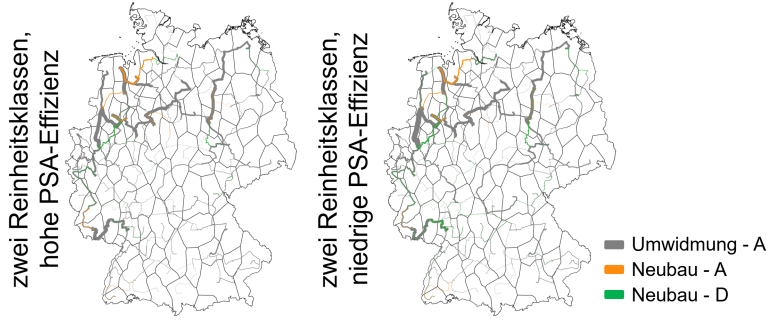 zwei Reinheitsklassen,
hohe PSA-Effizienz
zwei Reinheitsklassen,
niedrige PSA-Effizienz
Umwidmung - A
Neubau - A
Neubau - D